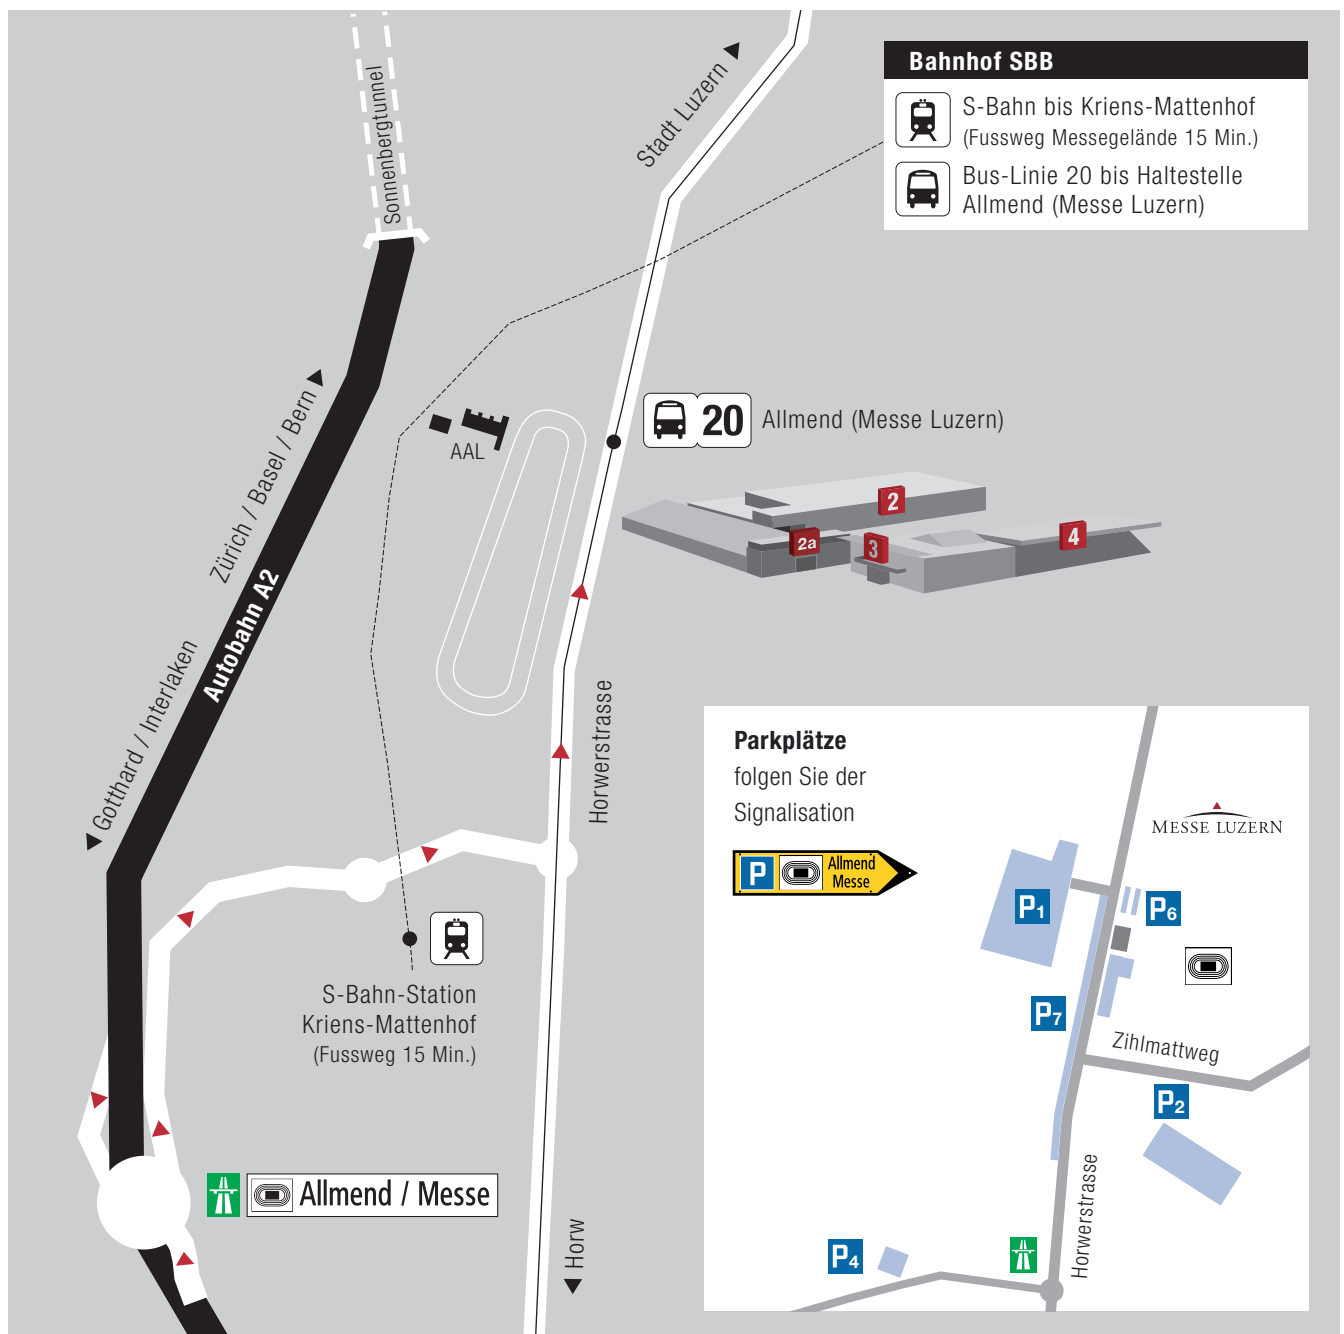 Sonnenbergtunnel
Stadt Luzern
Bahnhof SBB
S-Bahn bis Kriens-Mattenhof
(Fussweg Messegelände 15 Min.)
Bus-Linie 20 bis Haltestelle
Allmend (Messe Luzern)
Zürich / Basel / Bern
AAL
20 Allmend (Messe Luzern)
2
2a
3
4
Autobahn A2
Gotthard / Interlaken
Horwerstrasse
S-Bahn-Station
Kriens-Mattenhof
(Fussweg 15 Min.)
Allmend / Messe
Horw
Parkplätze
folgen Sie der
Signalisation
P Allmend
Messe
MESSE LUZERN
P1
P6
P7
Zihlmattweg
P2
Horwerstrasse
P4